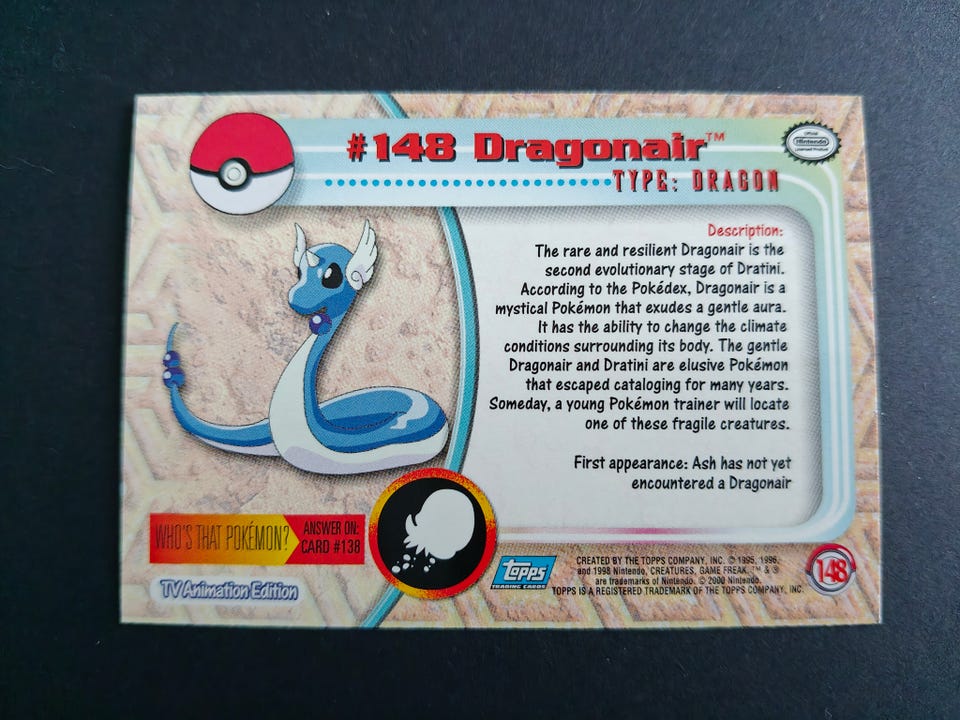 #148 Dragonair™
TYPE: DRAGON
Official
Nintendo
Licensed Product
Description:
The rare and resilient Dragonair is the
second evolutionary stage of Dratini.
According to the Pokédex, Dragonair is a
mystical Pokémon that exudes a gentle aura.
It has the ability to change the climate
conditions surrounding its body. The gentle
Dragonair and Dratini are elusive Pokémon
that escaped cataloging for many years.
Someday, a young Pokémon trainer will locate
one of these fragile creatures.
First appearance: Ash has not yet
encountered a Dragonair
WHO'S THAT POKÉMON?
ANSWER ON:
CARD #138
TV Animation Edition
Topps
TRADING CARDS
CREATED BY THE TOPPS COMPANY, INC. © 1995, 1996,
and 1998 Nintendo, CREATURES, GAME FREAK. ™ & ®
are trademarks of Nintendo. © 2000 Nintendo.
TOPPS IS A REGISTERED TRADEMARK OF THE TOPPS COMPANY, INC.
148